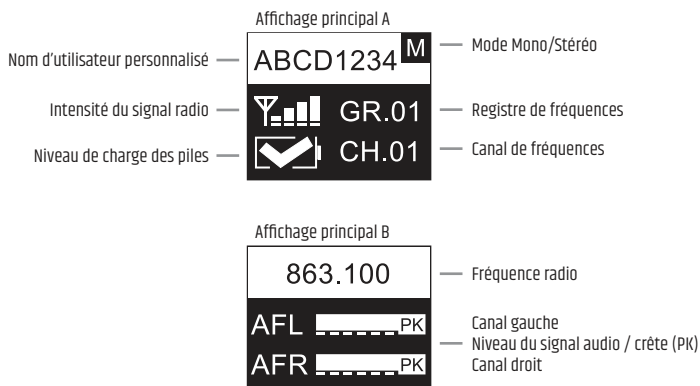 Affichage principal A
Nom d'utilisateur personnalisé
ABCD1234
M
Mode Mono/Stéréo
Intensité du signal radio
GR.01
Registre de fréquences
Niveau de charge des piles
CH.01
Canal de fréquences
Affichage principal B
863.100
Fréquence radio
AFL
PK
AFR
PK
Canal gauche
Niveau du signal audio / crête (PK)
Canal droit